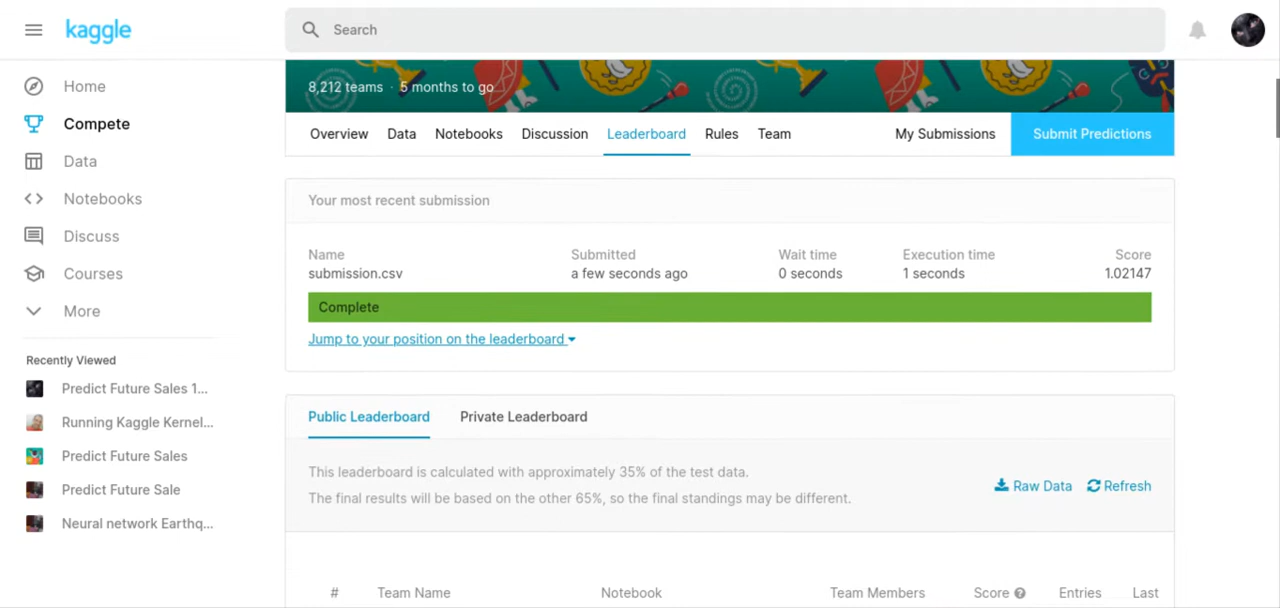 kaggle
Search
Home
Compete
Data
Notebooks
Discuss
Courses
More
Recently Viewed
Predict Future Sales 1...
Running Kaggle Kernel...
Predict Future Sales
Predict Future Sale
Neural network Earthq...
8,212 teams · 5 months to go
Overview Data Notebooks Discussion Leaderboard Rules Team My Submissions Submit Predictions
Your most recent submission
Name Submitted Wait time Execution time Score
submission.csv a few seconds ago 0 seconds 1 seconds 1.02147
Complete
Jump to your position on the leaderboard
Public Leaderboard Private Leaderboard
This leaderboard is calculated with approximately 35% of the test data.
The final results will be based on the other 65%, so the final standings may be different.
Raw Data Refresh
# Team Name Notebook Team Members Score Entries Last